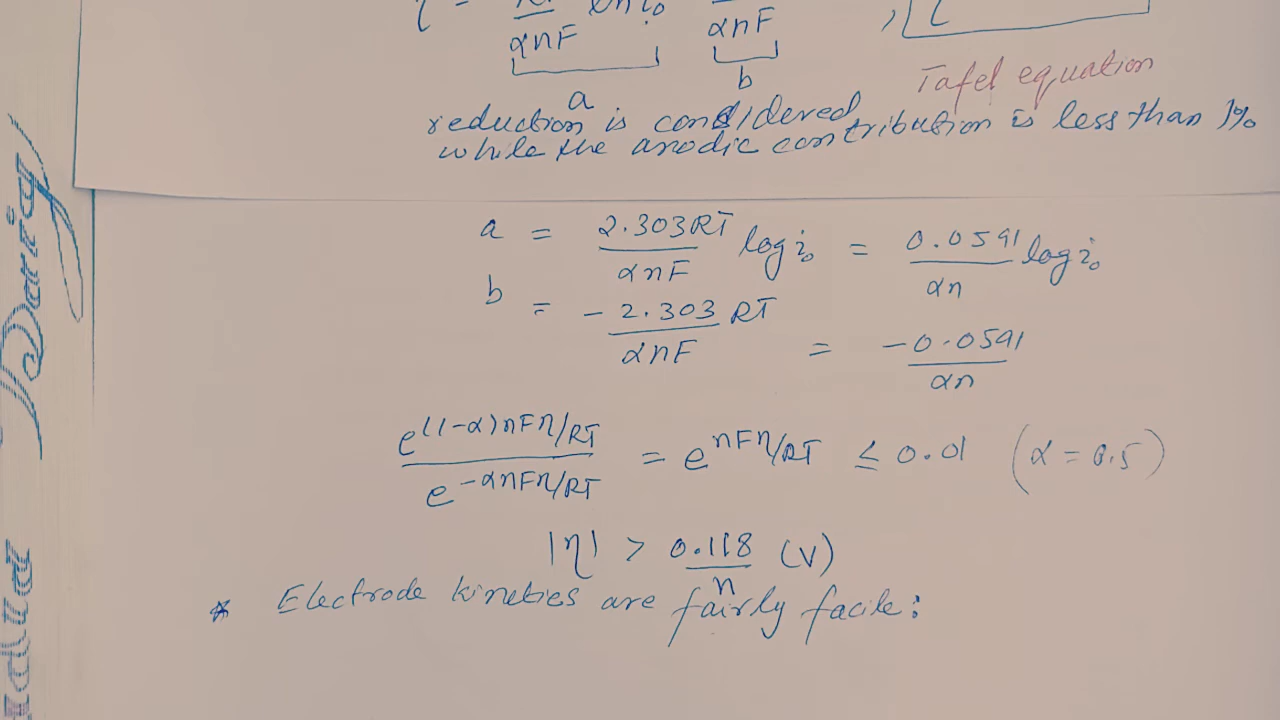 αnF
αnF
a
b
Tafel equation
reduction is considered
while the anodic contribution is less than 1%
a = 2.303RT/αnF log i₀ = 0.0591/αn log i₀
b = -2.303 RT/αnF = -0.0591/αn
e^((1-α)nFη/RT)/e^(-αnFη/RT) = e^(nFη/RT) ≤ 0.01 (α = 0.5)
|η| > 0.118/n (V)
* Electrode kinetics are fairly facile: